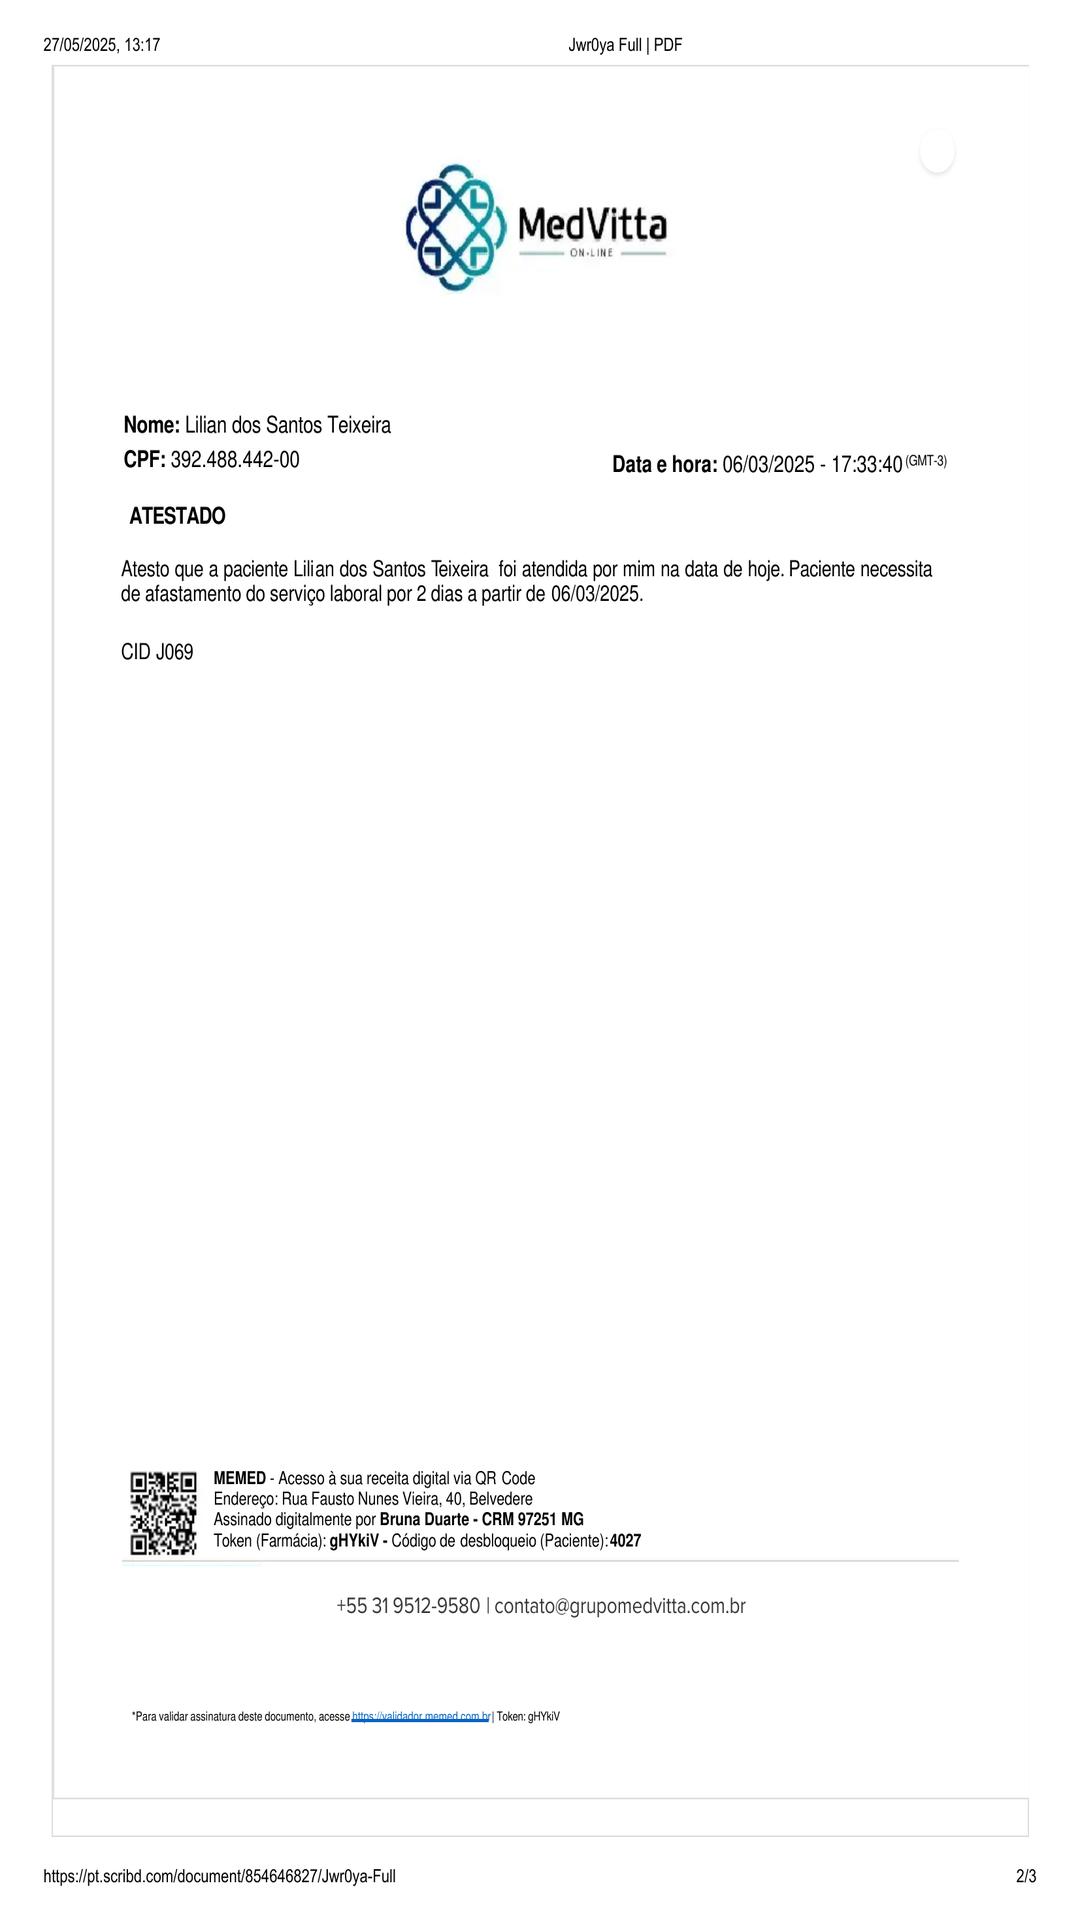 27/05/2025, 13:17
Jwr0ya Full | PDF
MedVitta
ON-LINE
Nome: Lilian dos Santos Teixeira
CPF: 392.488.442-00
Data e hora: 06/03/2025 - 17:33:40 (GMT-3)
ATESTADO
Atesto que a paciente Lilian dos Santos Teixeira foi atendida por mim na data de hoje. Paciente necessita
de afastamento do serviço laboral por 2 dias a partir de 06/03/2025.
CID J069
MEMED - Acesso à sua receita digital via QR Code
Endereço: Rua Fausto Nunes Vieira, 40, Belvedere
Assinado digitalmente por Bruna Duarte - CRM 97251 MG
Token (Farmácia): gHYkiV - Código de desbloqueio (Paciente): 4027
+55 31 9512-9580 | contato@grupomedvitta.com.br
*Para validar assinatura deste documento, acesse https://validador.memed.com.br | Token: gHYkiV
https://pt.scribd.com/document/854646827/Jwr0ya-Full
2/3